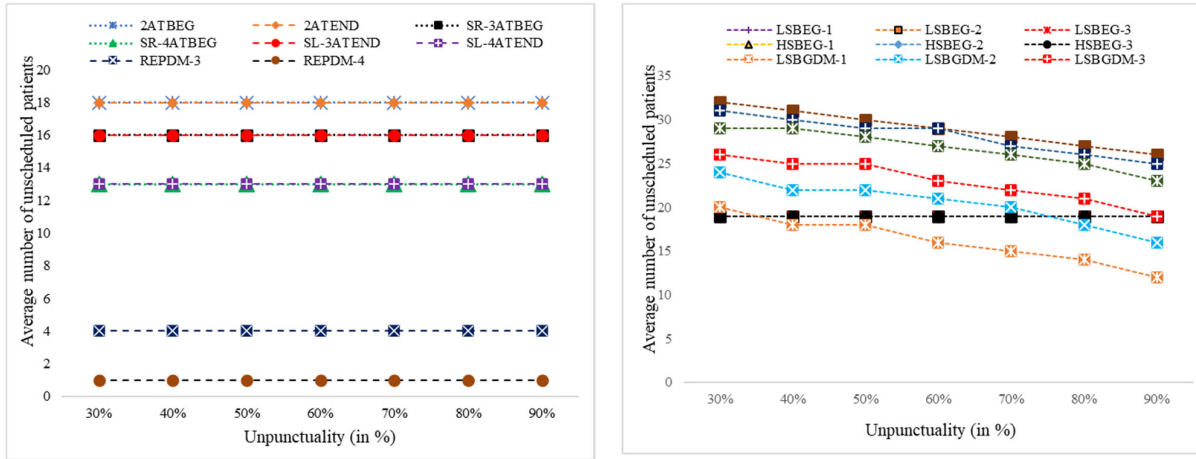 2ATBEG 2ATEND SR-3ATBEG
SR-4ATBEG SL-3ATEND SL-4ATEND
REPDM-3 REPDM-4
Average number of unscheduled patients
20
18
16
14
12
10
8
6
4
2
0
30% 40% 50% 60% 70% 80% 90%
Unpunctuality (in %)
LSBEG-1 LSBEG-2 LSBEG-3
HSBEG-1 HSBEG-2 HSBEG-3
LSBGDM-1 LSBGDM-2 LSBGDM-3
Average number of unscheduled patients
35
30
25
20
15
10
5
0
30% 40% 50% 60% 70% 80% 90%
Unpunctuality (in %)